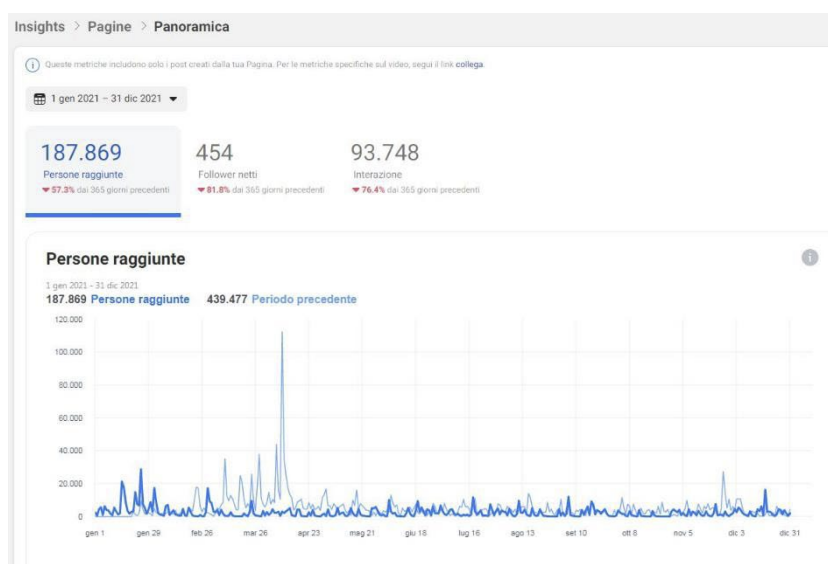 Insights > Pagine > Panoramica
Queste metriche includono solo i post creati dalla tua Pagina. Per le metriche specifiche sul video, segui il link collega.
1 gen 2021 – 31 dic 2021
187.869 454 93.748
Persone raggiunte Follower netti Interazione
57.3% dai 365 giorni precedenti 81.8% dai 365 giorni precedenti 76.4% dai 365 giorni precedenti
Persone raggiunte
1 gen 2021 - 31 dic 2021
187.869 Persone raggiunte 439.477 Periodo precedente
120.000
100.000
80.000
60.000
40.000
20.000
0
gen 1 gen 29 feb 26 mar 26 apr 23 mag 21 giu 18 lug 16 ago 13 set 10 ott 8 nov 5 dic 3 dic 31